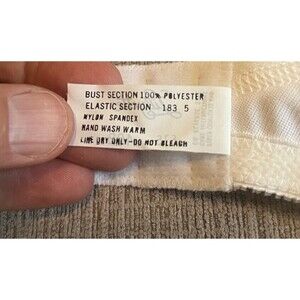 BUST SECTION 100% POLYESTER
ELASTIC SECTION 183 5
NYLON SPANDEX
HAND WASH WARM
LINE DRY ONLY-DO NOT BLEACH